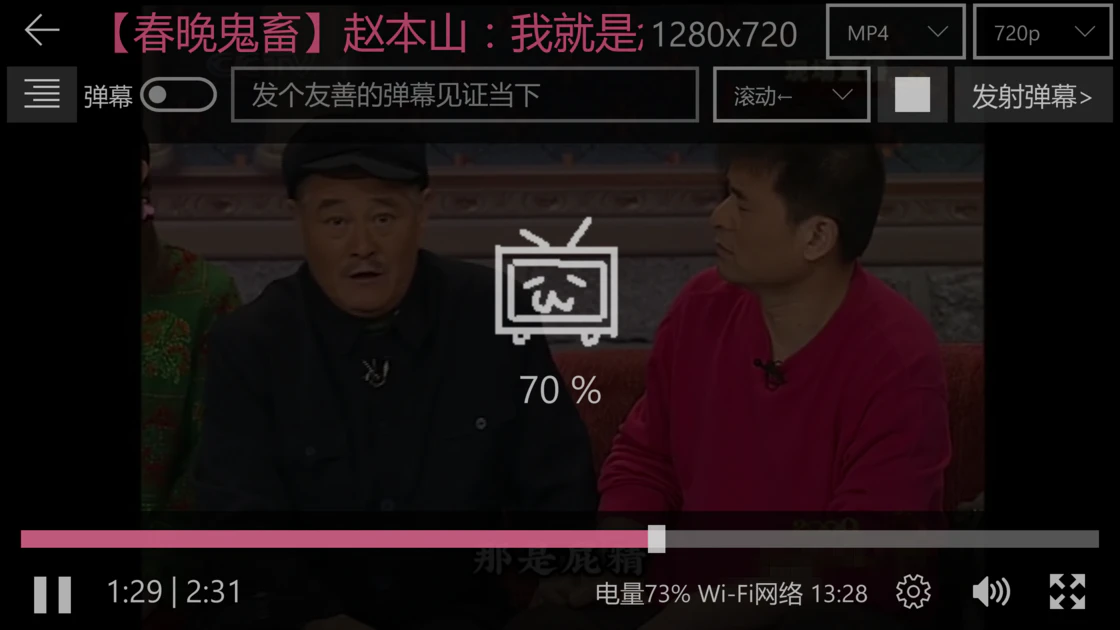 【春晚鬼畜】赵本山：我就是
1280x720
MP4
720p
弹幕
发个友善的弹幕见证当下
滚动←
发射弹幕>
70 %
那是屁精
1:29 | 2:31
电量73% Wi-Fi网络 13:28